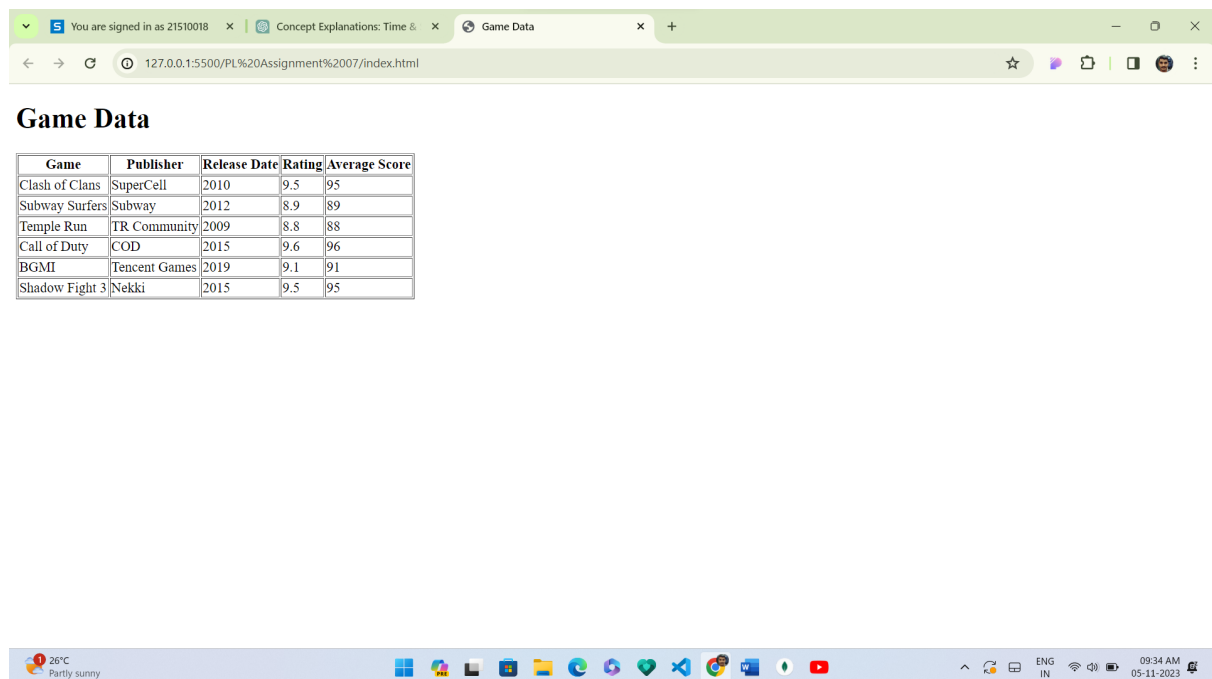 You are signed in as 21510018
Concept Explanations: Time &
Game Data
127.0.0.1:5500/PL%20Assignment%2007/index.html
Game Data
Game Publisher Release Date Rating Average Score
Clash of Clans SuperCell 2010 9.5 95
Subway Surfers Subway 2012 8.9 89
Temple Run TR Community 2009 8.8 88
Call of Duty COD 2015 9.6 96
BGMI Tencent Games 2019 9.1 91
Shadow Fight 3 Nekki 2015 9.5 95
1
26°C
Partly sunny
PRE
ENG
IN
09:34 AM
05-11-2023